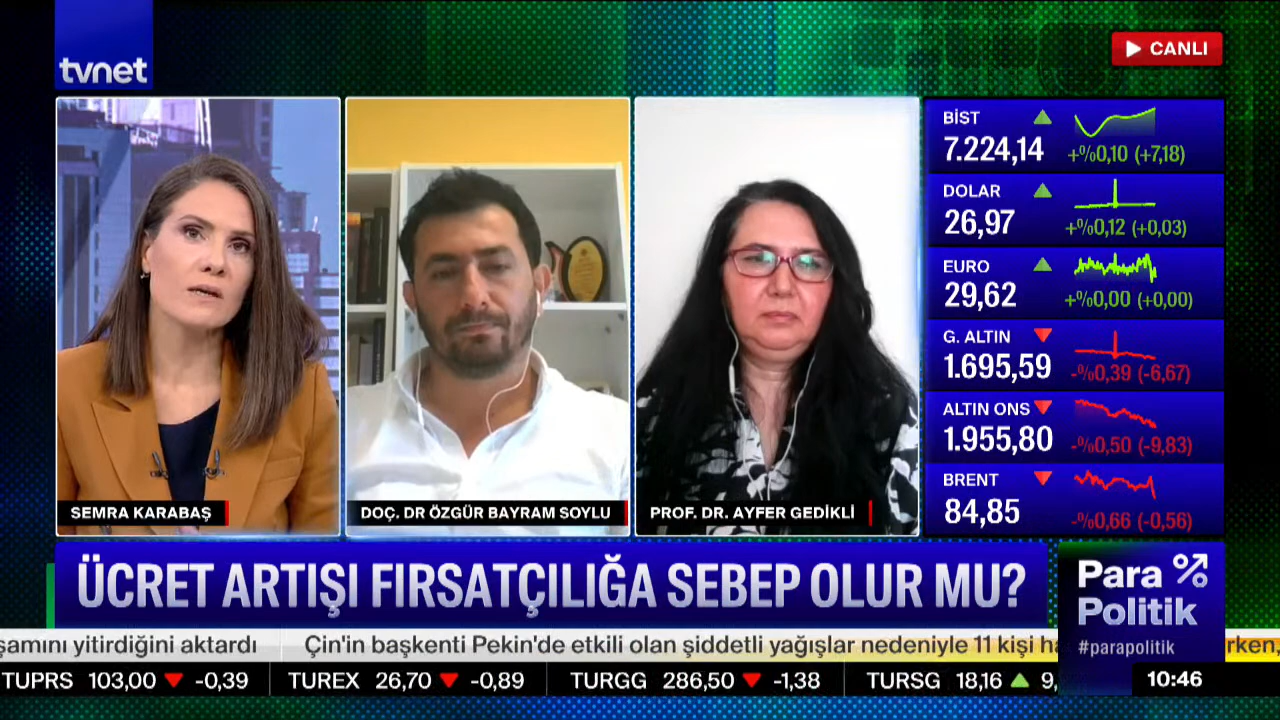 tvnet
CANLI
BİST
7.224,14
+%0,10 (+7,18)
DOLAR
26,97
+%0,12 (+0,03)
EURO
29,62
+%0,00 (+0,00)
G. ALTIN
1.695,59
-%0,39 (-6,67)
ALTIN ONS
1.955,80
-%0,50 (-9,83)
BRENT
84,85
-%0,66 (-0,56)
SEMRA KARABAŞ
DOÇ. DR ÖZGÜR BAYRAM SOYLU
PROF. DR. AYFER GEDİKLİ
ÜCRET ARTIŞI FIRSATÇILIĞA SEBEP OLUR MU?
Para %
Politik
#parapolitik
yitirdiğini aktardı Çin'in başkenti Pekin'de etkili olan şiddetli yağışlar nedeniyle 11 kişi
TUPRS 103,00 -0,39 TUREX 26,70 -0,89 TURGG 286,50 -1,38 TURSG 18,16
10:46